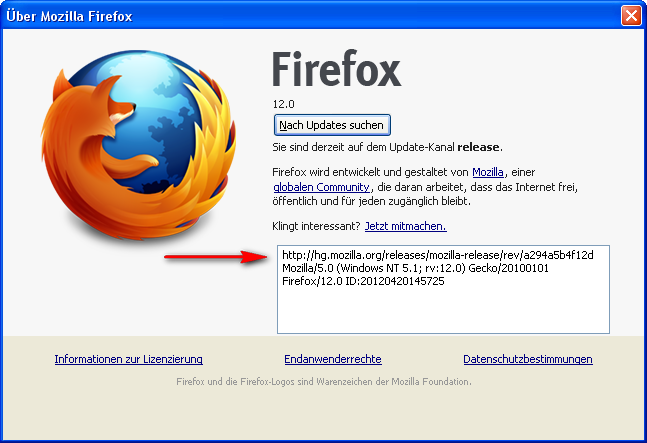 Über Mozilla Firefox
Firefox
12.0
Nach Updates suchen
Sie sind derzeit auf dem Update-Kanal release.
Firefox wird entwickelt und gestaltet von Mozilla, einer
globalen Community, die daran arbeitet, dass das Internet frei,
öffentlich und für jeden zugänglich bleibt.
Klingt interessant? Jetzt mitmachen.
http://hg.mozilla.org/releases/mozilla-release/rev/a294a5b4f12d
Mozilla/5.0 (Windows NT 5.1; rv:12.0) Gecko/20100101
Firefox/12.0 ID:20120420145725
Informationen zur Lizenzierung Endanwenderrechte Datenschutzbestimmungen
Firefox und die Firefox-Logos sind Warenzeichen der Mozilla Foundation.